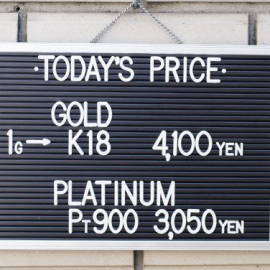 ·TODAY'S PRICE·
GOLD
1G→ K18 4,100 YEN
PLATINUM
PT900 3,050 YEN